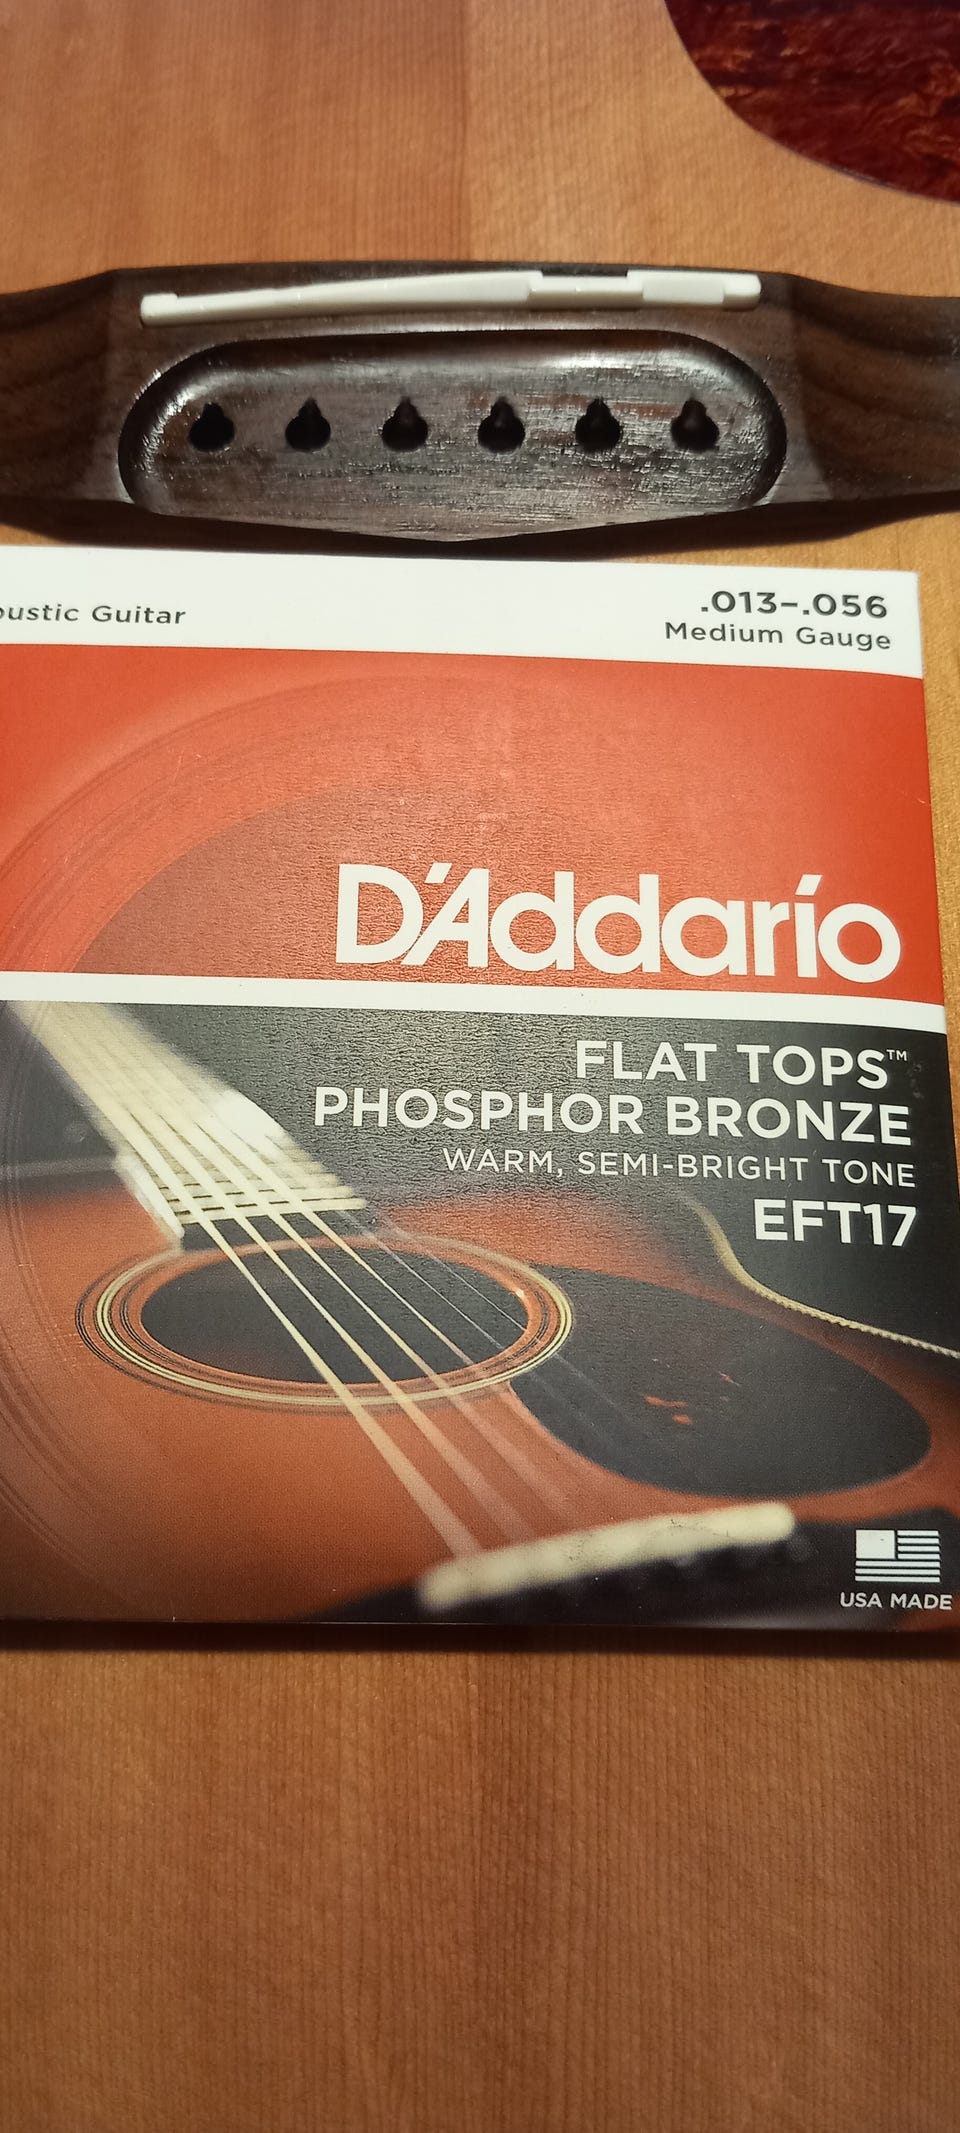 oustic Guitar
.013–.056
Medium Gauge
D'Addario
FLAT TOPS™
PHOSPHOR BRONZE
WARM, SEMI-BRIGHT TONE
EFT17
USA MADE